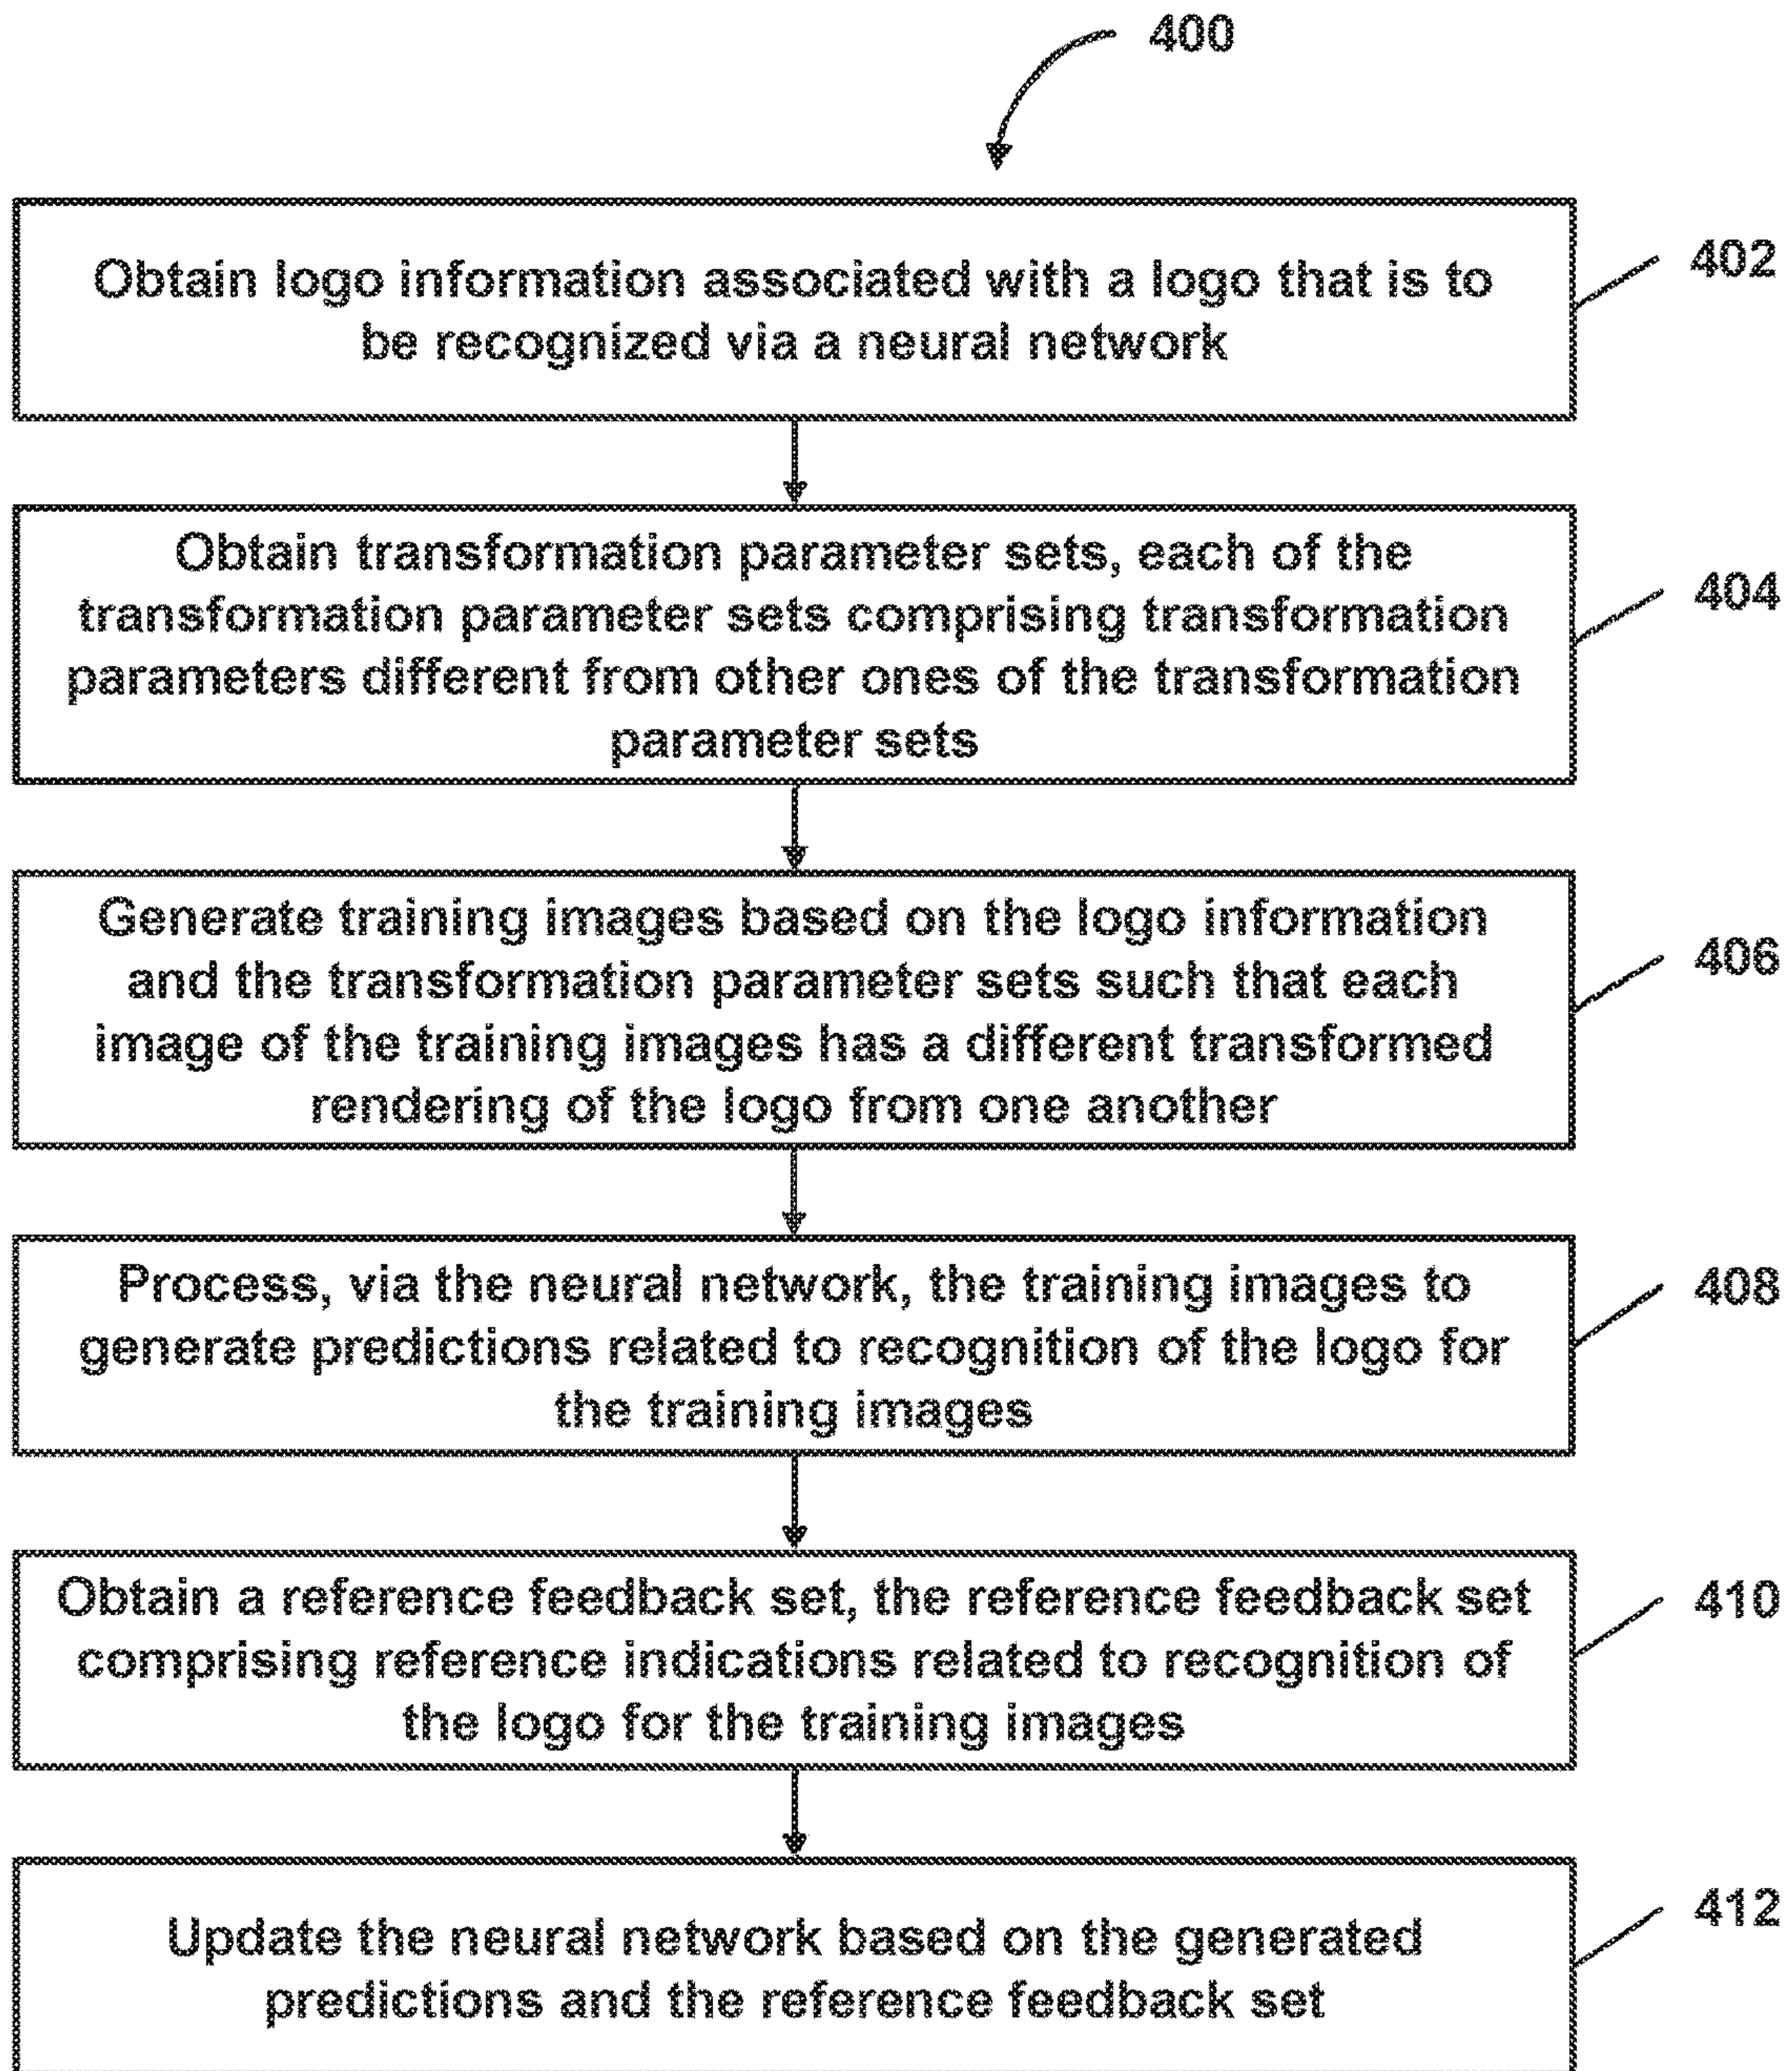 400
Obtain logo information associated with a logo that is to
be recognized via a neural network
402
Obtain transformation parameter sets, each of the
transformation parameter sets comprising transformation
parameters different from other ones of the transformation
parameter sets
404
Generate training images based on the logo information
and the transformation parameter sets such that each
image of the training images has a different transformed
rendering of the logo from one another
406
Process, via the neural network, the training images to
generate predictions related to recognition of the logo for
the training images
408
Obtain a reference feedback set, the reference feedback set
comprising reference indications related to recognition of
the logo for the training images
410
Update the neural network based on the generated
predictions and the reference feedback set
412